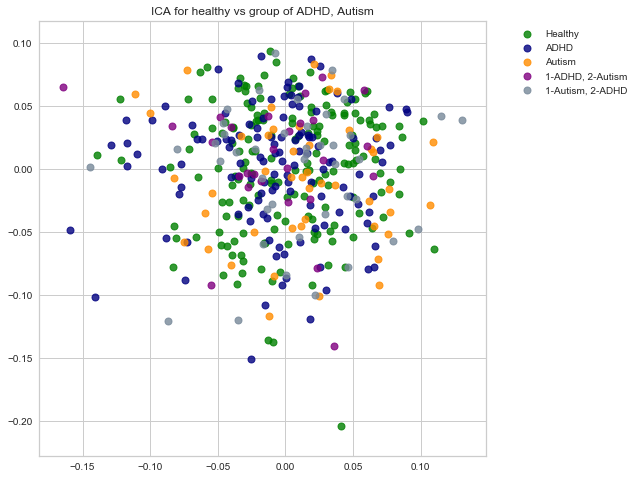 ICA for healthy vs group of ADHD, Autism
0.10
0.05
0.00
−0.05
−0.10
−0.15
−0.20
−0.15
−0.10
−0.05
0.00
0.05
0.10
Healthy
ADHD
Autism
1-ADHD, 2-Autism
1-Autism, 2-ADHD